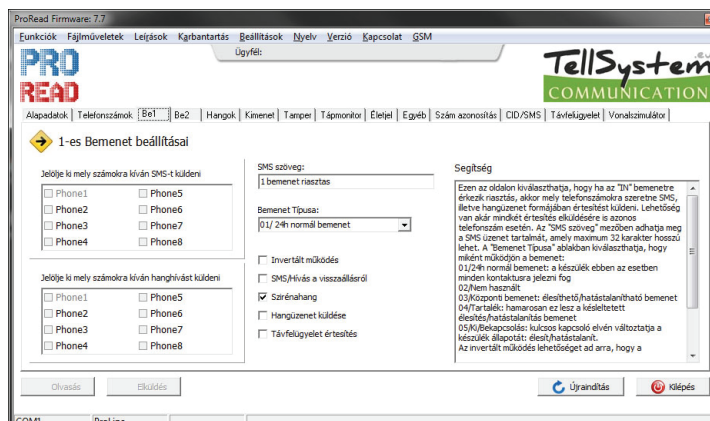 ProRead Firmware: 7.7
Funkciók Fájlműveletek Leírások Karbantartás Beállítások Nyelv Verzió Kapcsolat GSM
Ügyfél:
PRO
READ
TellSystem
COMMUNICATION
Alapadatok Telefonszámok Be1 Be2 Hangok Kimenet Tamper Tápmonitor Életjel Egyéb Szám azonosítás CID/SMS Távfelügyelet Vonalszimulátor
1-es Bemenet beállításai
Jelölje ki mely számokra kíván SMS-t küldeni
Phone1 Phone5
Phone2 Phone6
Phone3 Phone7
Phone4 Phone8
Jelölje ki mely számokra kíván hanghívást küldeni
Phone1 Phone5
Phone2 Phone6
Phone3 Phone7
Phone4 Phone8
SMS szöveg:
1 bemenet riasztas
Bemenet Típusa:
01/ 24h normál bemenet
Invertált működés
SMS/Hívás a visszaállásról
Szirénahang
Hangüzenet küldése
Távfelügyelet értesítés
Segítség
Ezen az oldalon kiválaszthatja, hogy ha az "IN" bemenetre
érkezik riasztás, akkor mely telefonszámokra szeretne SMS,
illetve hangüzenet formájában értesítést küldeni. Lehetőség
van akár mindkét értesítés elküldésére is azonos
telefonszám esetén. Az "SMS szöveg" mezőben adhatja meg
a SMS üzenet tartalmát, amely maximum 32 karakter hosszú
lehet. A "Bemenet Típusa" ablakban kiválaszthatja, hogy
miként működjön a bemenet:
01/24h normál bemenet: a készülék ebben az esetben
minden kontaktusra jelezni fog
02/Nem használt
03/Központi bemenet: élesíthető/hatástalanítható bemenet
04/Tartalék: hamarosan ez lesz a késleltetett
élesítés/hatástalanítás bemenet
05/Ki/Bekapcsolás: kulcsos kapcsoló elvén változtatja a
készülék állapotát: élesít/hatástalanít.
Az invertált működés lehetőséget ad arra, hogy a
Olvasás Elküldés Újraindítás Kilépés
COM1 ProLine